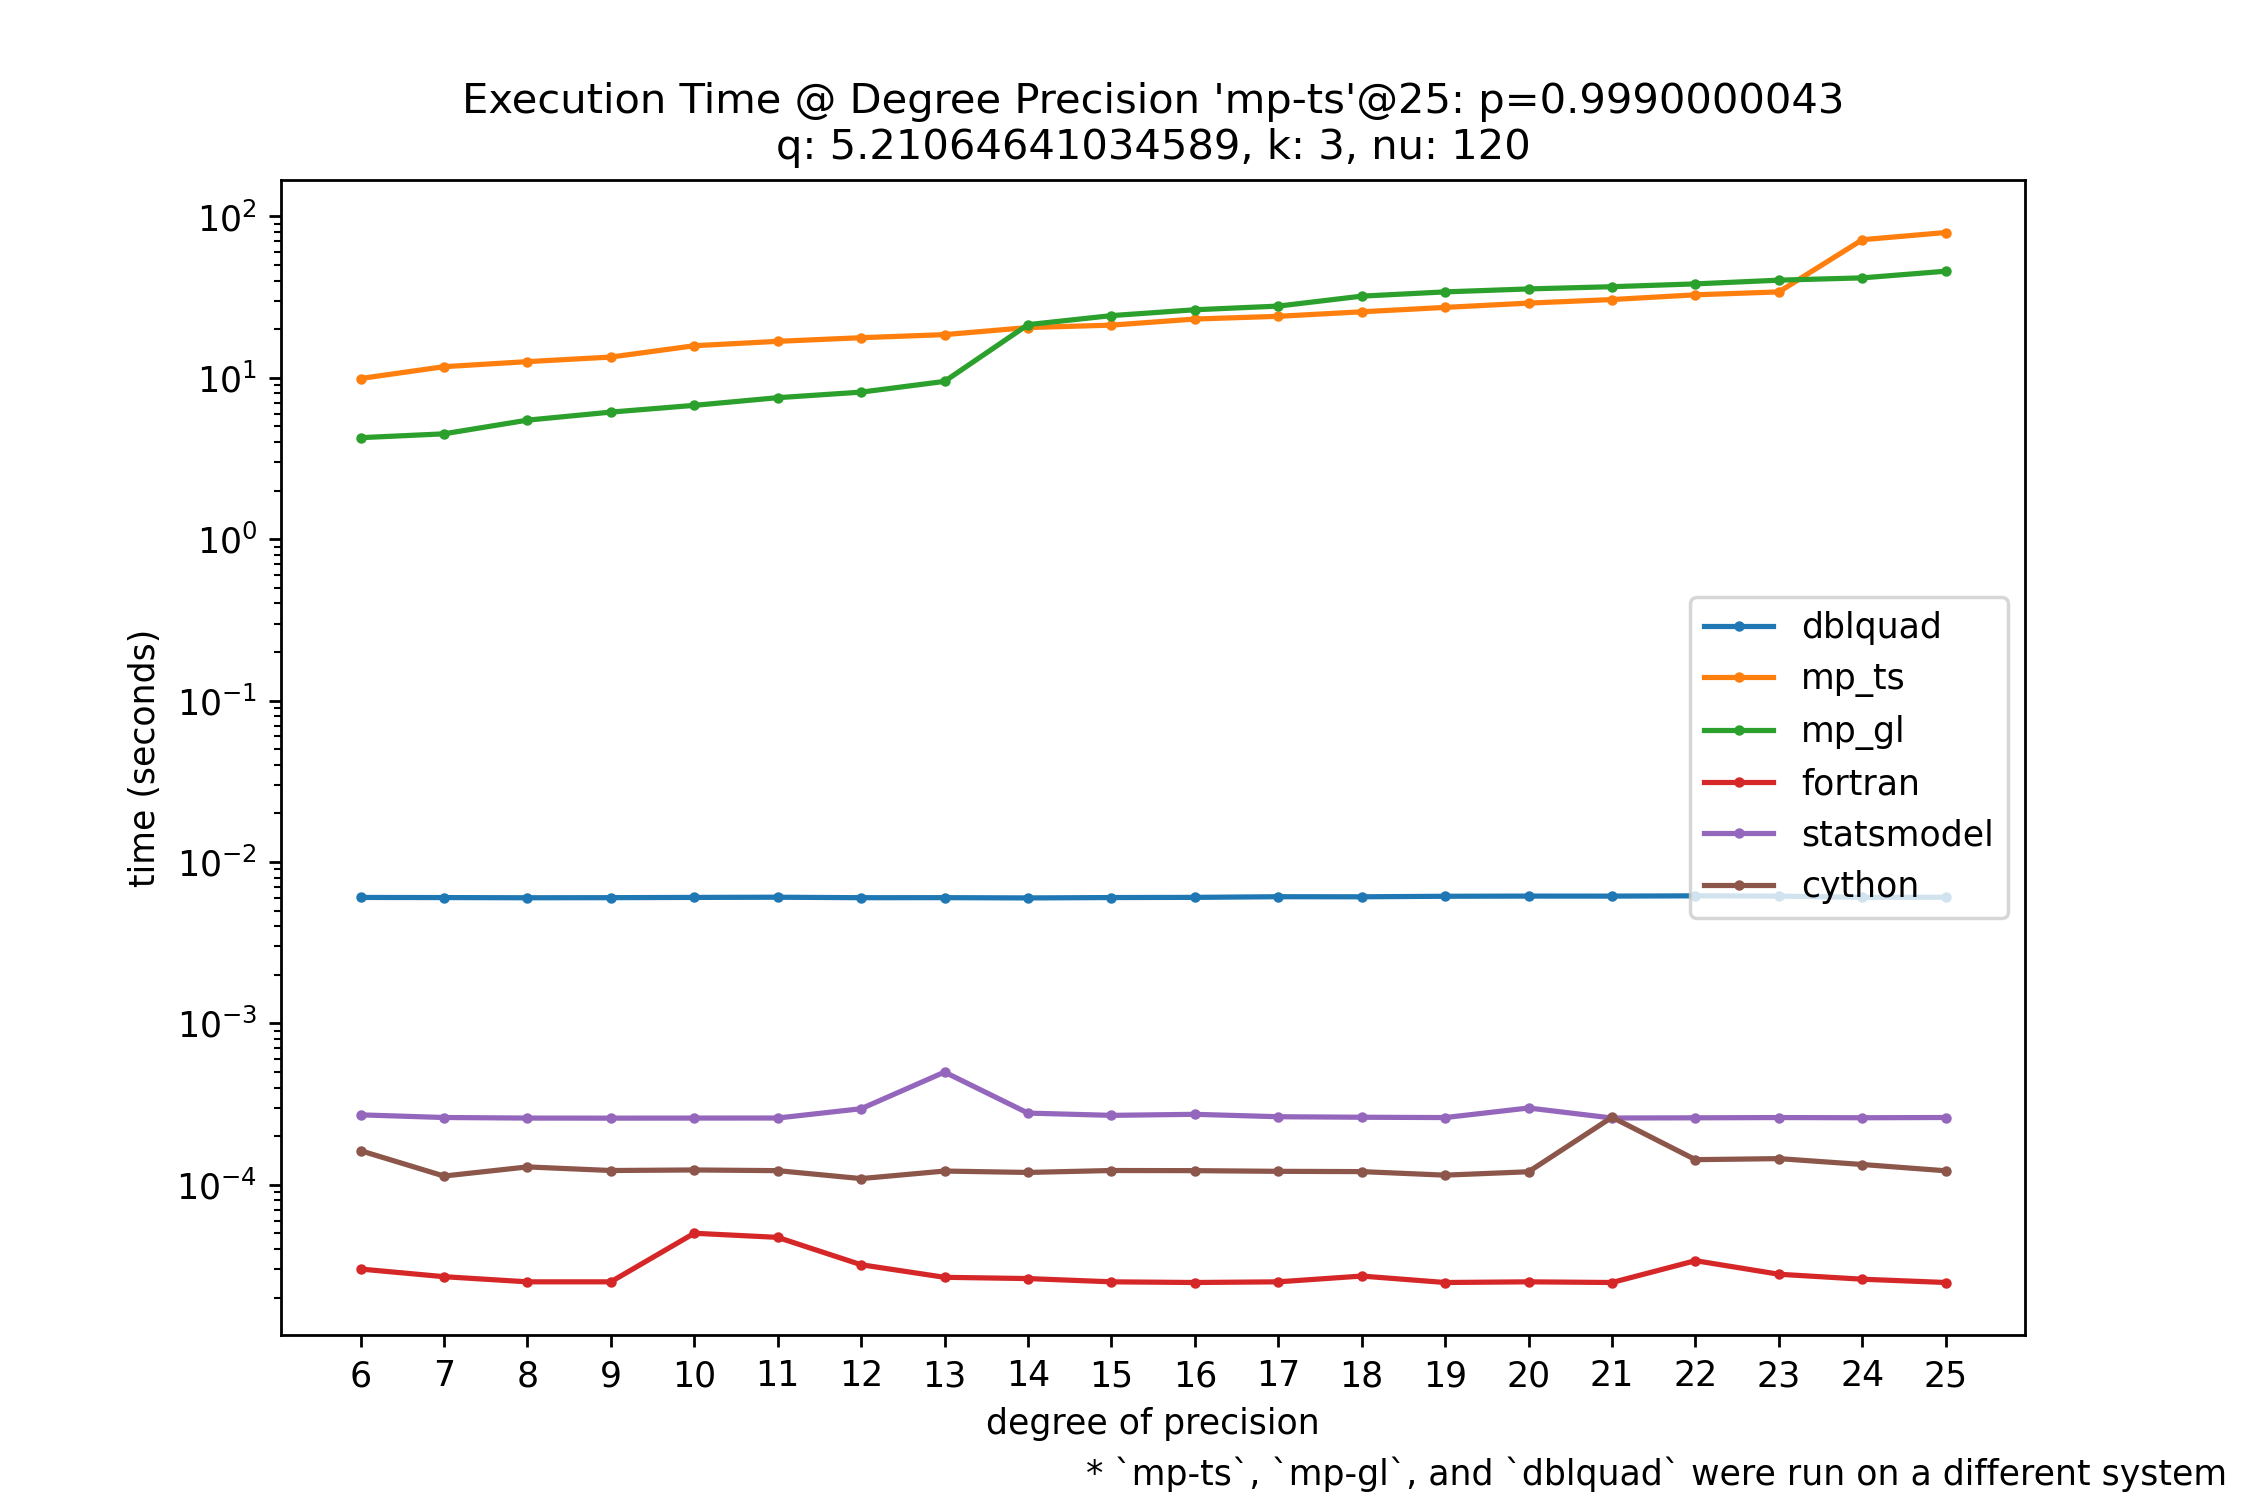 Execution Time @ Degree Precision 'mp-ts'@25: p=0.9990000043
q: 5.21064641034589, k: 3, nu: 120
time (seconds)
10²
10¹
10⁰
10⁻¹
10⁻²
10⁻³
10⁻⁴
dblquad
mp_ts
mp_gl
fortran
statsmodel
cython
6 7 8 9 10 11 12 13 14 15 16 17 18 19 20 21 22 23 24 25
degree of precision
* `mp-ts`, `mp-gl`, and `dblquad` were run on a different system